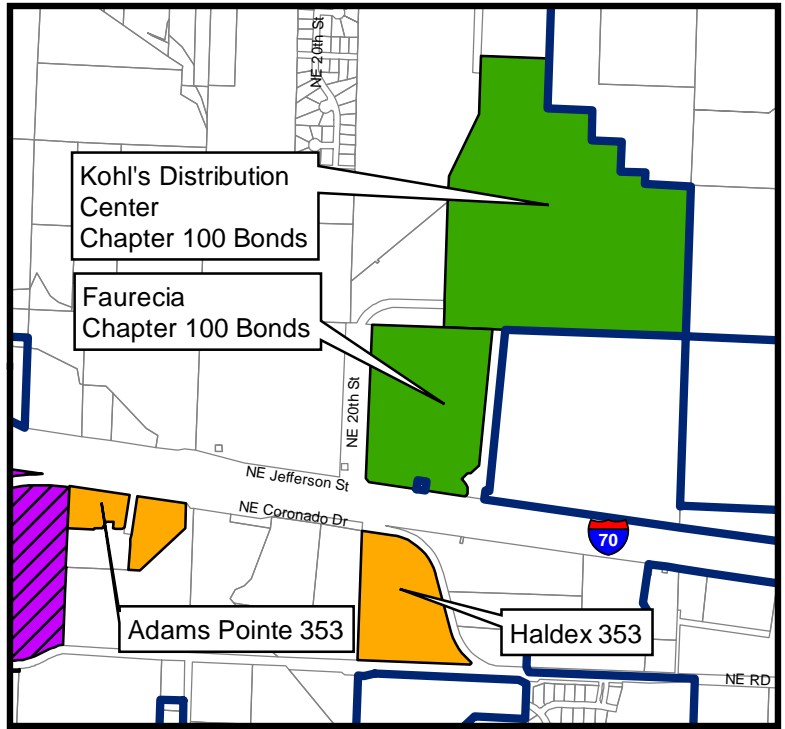 NE 20th St
Kohl's Distribution
Center
Chapter 100 Bonds
Faurecia
Chapter 100 Bonds
NE 20th St
NE Jefferson St
NE Coronado Dr
70
Adams Pointe 353
Haldex 353
NE RD